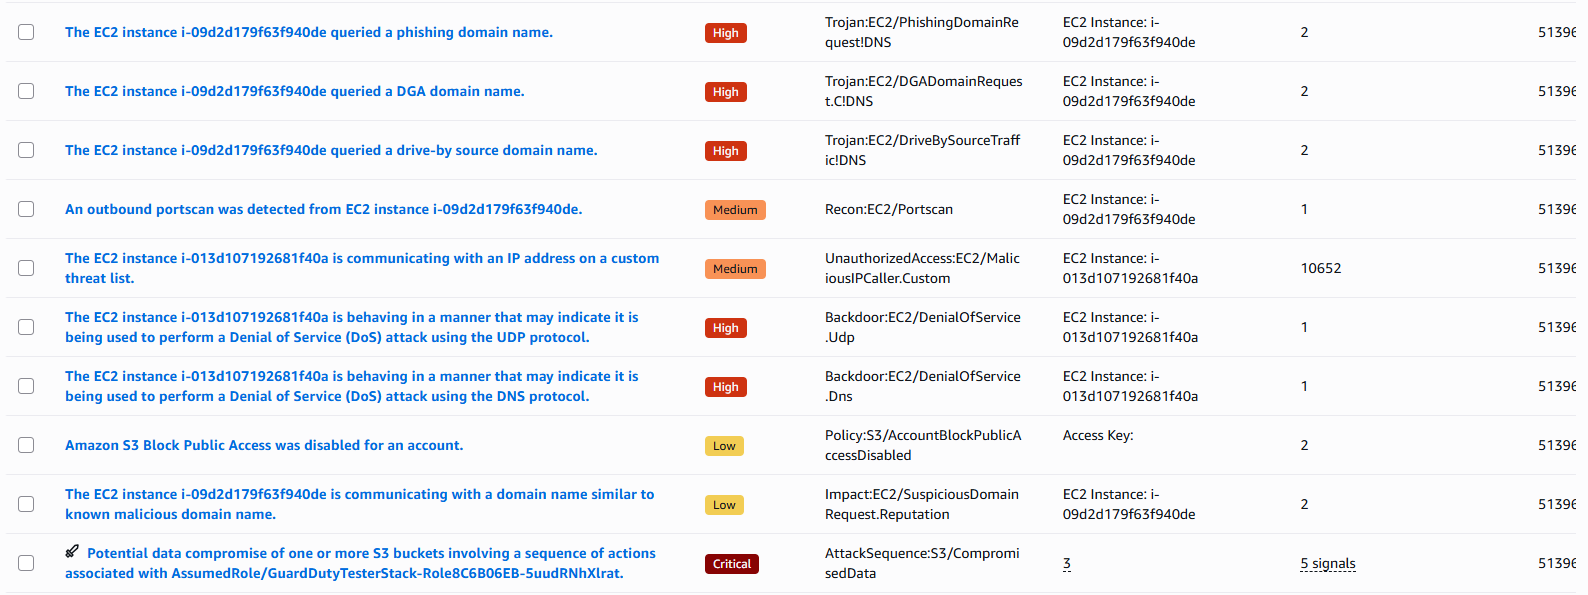 The EC2 instance i-09d2d179f63f940de queried a phishing domain name.
High
Trojan:EC2/PhishingDomainRe
quest!DNS
EC2 Instance: i-
09d2d179f63f940de
2
51396
The EC2 instance i-09d2d179f63f940de queried a DGA domain name.
High
Trojan:EC2/DGADomainReques
t.C!DNS
EC2 Instance: i-
09d2d179f63f940de
2
51396
The EC2 instance i-09d2d179f63f940de queried a drive-by source domain name.
High
Trojan:EC2/DriveBySourceTraff
ic!DNS
EC2 Instance: i-
09d2d179f63f940de
2
51396
An outbound portscan was detected from EC2 instance i-09d2d179f63f940de.
Medium
Recon:EC2/Portscan
EC2 Instance: i-
09d2d179f63f940de
1
51396
The EC2 instance i-013d107192681f40a is communicating with an IP address on a custom
threat list.
Medium
UnauthorizedAccess:EC2/Malic
iousIPCaller.Custom
EC2 Instance: i-
013d107192681f40a
10652
51396
The EC2 instance i-013d107192681f40a is behaving in a manner that may indicate it is
being used to perform a Denial of Service (DoS) attack using the UDP protocol.
High
Backdoor:EC2/DenialOfService
.Udp
EC2 Instance: i-
013d107192681f40a
1
51396
The EC2 instance i-013d107192681f40a is behaving in a manner that may indicate it is
being used to perform a Denial of Service (DoS) attack using the DNS protocol.
High
Backdoor:EC2/DenialOfService
.Dns
EC2 Instance: i-
013d107192681f40a
1
51396
Amazon S3 Block Public Access was disabled for an account.
Low
Policy:S3/AccountBlockPublicA
ccessDisabled
Access Key:
2
51396
The EC2 instance i-09d2d179f63f940de is communicating with a domain name similar to
known malicious domain name.
Low
Impact:EC2/SuspiciousDomain
Request.Reputation
EC2 Instance: i-
09d2d179f63f940de
2
51396
Potential data compromise of one or more S3 buckets involving a sequence of actions
associated with AssumedRole/GuardDutyTesterStack-Role8C6B06EB-5uudRNhXlrat.
Critical
AttackSequence:S3/Compromi
sedData
3
5 signals
51396